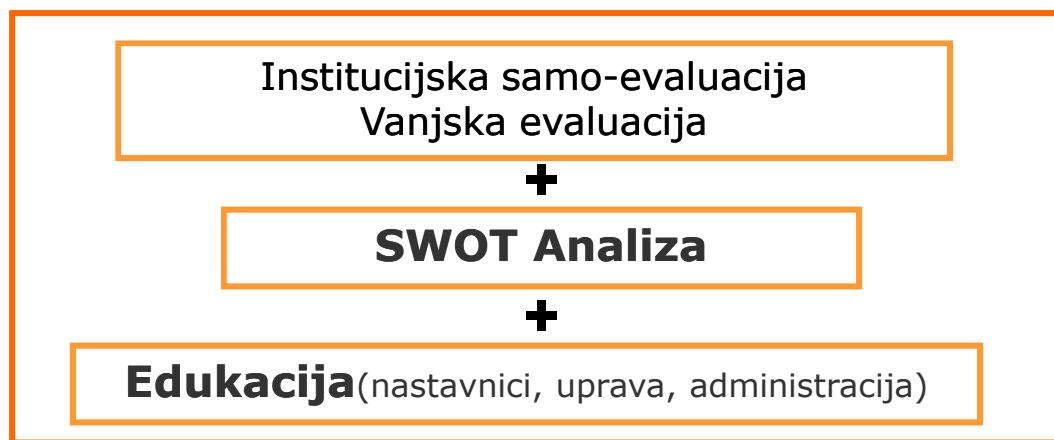 Institucijska samo-evaluacija
Vanjska evaluacija
+
SWOT Analiza
+
Edukacija(nastavnici, uprava, administracija)